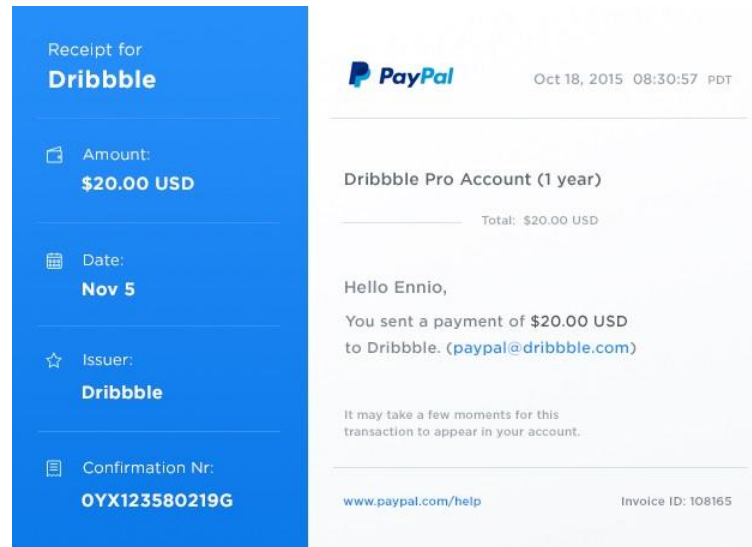 Receipt for
Dribbble
Amount:
$20.00 USD
Date:
Nov 5
Issuer:
Dribbble
Confirmation Nr:
0YX123580219G
PayPal
Oct 18, 2015 08:30:57 PDT
Dribbble Pro Account (1 year)
Total: $20.00 USD
Hello Ennio,
You sent a payment of $20.00 USD
to Dribbble. (paypal@dribbble.com)
It may take a few moments for this
transaction to appear in your account.
www.paypal.com/help
Invoice ID: 108165